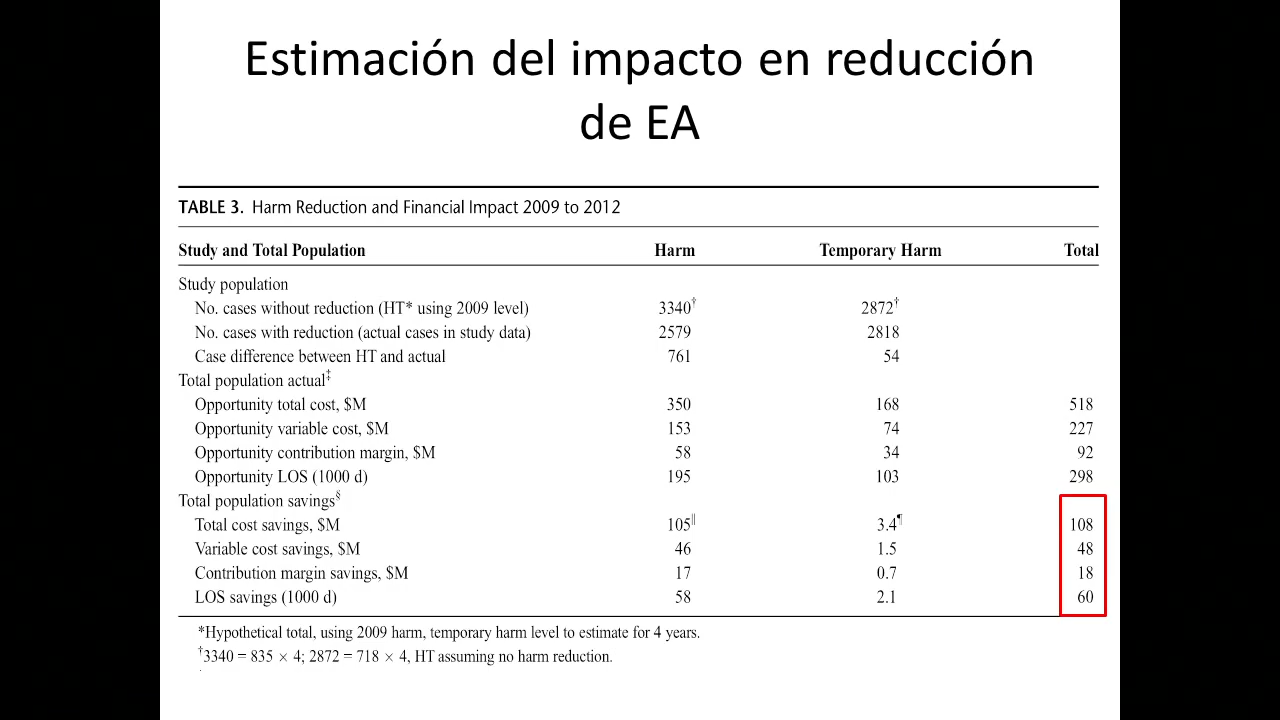 Estimación del impacto en reducción
de EA
TABLE 3. Harm Reduction and Financial Impact 2009 to 2012
Study and Total Population Harm Temporary Harm Total
Study population
No. cases without reduction (HT* using 2009 level) 3340† 2872†
No. cases with reduction (actual cases in study data) 2579 2818
Case difference between HT and actual 761 54
Total population actual‡
Opportunity total cost, $M 350 168 518
Opportunity variable cost, $M 153 74 227
Opportunity contribution margin, $M 58 34 92
Opportunity LOS (1000 d) 195 103 298
Total population savings§
Total cost savings, $M 105‖ 3.4¶ 108
Variable cost savings, $M 46 1.5 48
Contribution margin savings, $M 17 0.7 18
LOS savings (1000 d) 58 2.1 60
*Hypothetical total, using 2009 harm, temporary harm level to estimate for 4 years.
†3340 = 835 × 4; 2872 = 718 × 4, HT assuming no harm reduction.